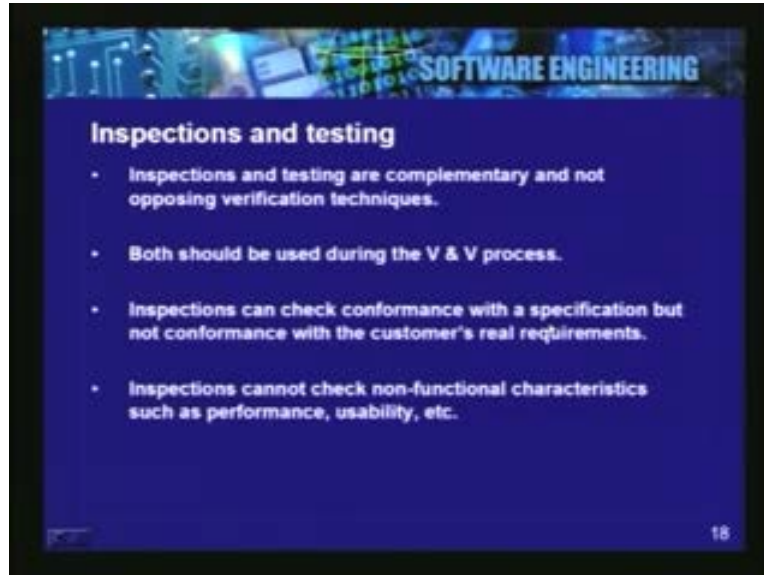 SOFTWARE ENGINEERING
Inspections and testing
• Inspections and testing are complementary and not
opposing verification techniques.
• Both should be used during the V & V process.
• Inspections can check conformance with a specification but
not conformance with the customer's real requirements.
• Inspections cannot check non-functional characteristics
such as performance, usability, etc.
18